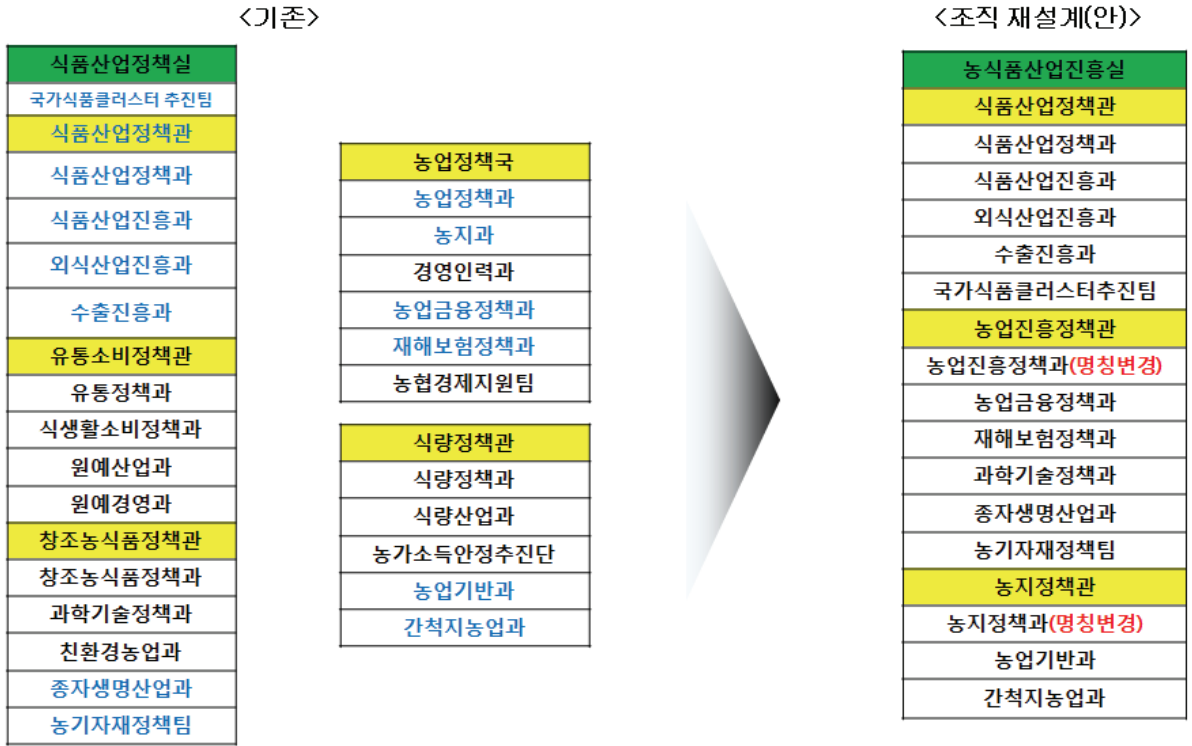 <기존>
식품산업정책실
국가식품클러스터 추진팀
식품산업정책관
식품산업정책과
식품산업진흥과
외식산업진흥과
수출진흥과
유통소비정책관
유통정책과
식생활소비정책과
원예산업과
원예경영과
창조농식품정책관
창조농식품정책과
과학기술정책과
친환경농업과
종자생명산업과
농기자재정책팀
농업정책국
농업정책과
농지과
경영인력과
농업금융정책과
재해보험정책과
농협경제지원팀
식량정책관
식량정책과
식량산업과
농가소득안정추진단
농업기반과
간척지농업과
<조직 재설계(안)>
농식품산업진흥실
식품산업정책관
식품산업정책과
식품산업진흥과
외식산업진흥과
수출진흥과
국가식품클러스터추진팀
농업진흥정책관
농업진흥정책과(명칭변경)
농업금융정책과
재해보험정책과
과학기술정책과
종자생명산업과
농기자재정책팀
농지정책관
농지정책과(명칭변경)
농업기반과
간척지농업과